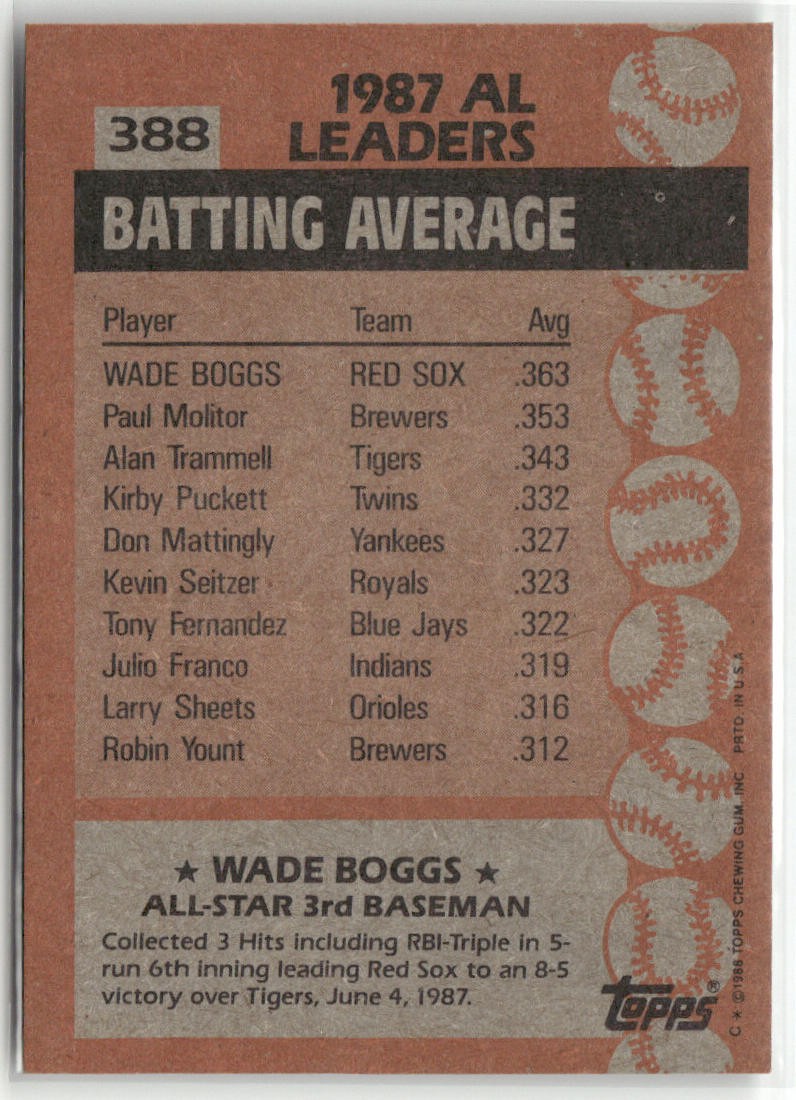 388
1987 AL
LEADERS
BATTING AVERAGE
Player Team Avg
WADE BOGGS RED SOX .363
Paul Molitor Brewers .353
Alan Trammell Tigers .343
Kirby Puckett Twins .332
Don Mattingly Yankees .327
Kevin Seitzer Royals .323
Tony Fernandez Blue Jays .322
Julio Franco Indians .319
Larry Sheets Orioles .316
Robin Yount Brewers .312
★ WADE BOGGS ★
ALL-STAR 3rd BASEMAN
Collected 3 Hits including RBI-Triple in 5-
run 6th inning leading Red Sox to an 8-5
victory over Tigers, June 4, 1987.
topps®
C * ©1988 TOPPS CHEWING GUM, INC. PRTD. IN U.S.A